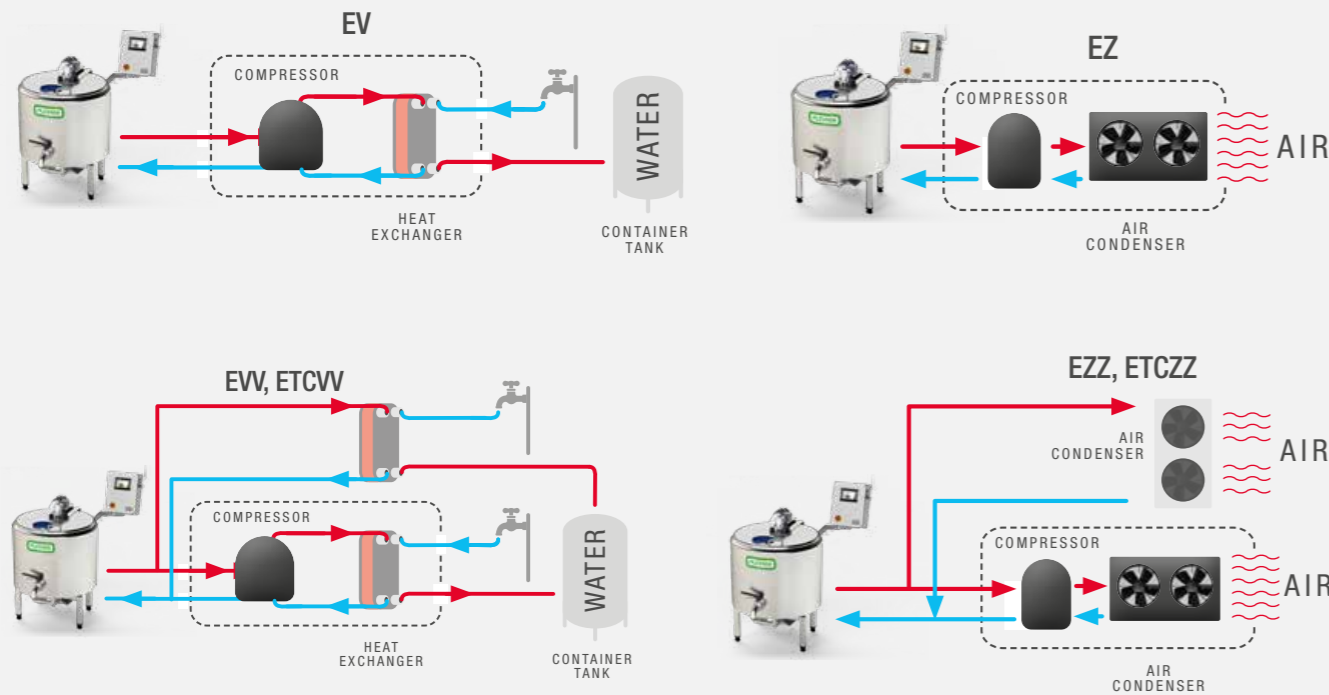 EV
COMPRESSOR
WATER
HEAT
EXCHANGER
CONTAINER
TANK
EZ
COMPRESSOR
AIR
AIR
CONDENSER
EVV, ETCVV
COMPRESSOR
WATER
HEAT
EXCHANGER
CONTAINER
TANK
EZZ, ETCZZ
AIR
CONDENSER
AIR
COMPRESSOR
AIR
AIR
CONDENSER